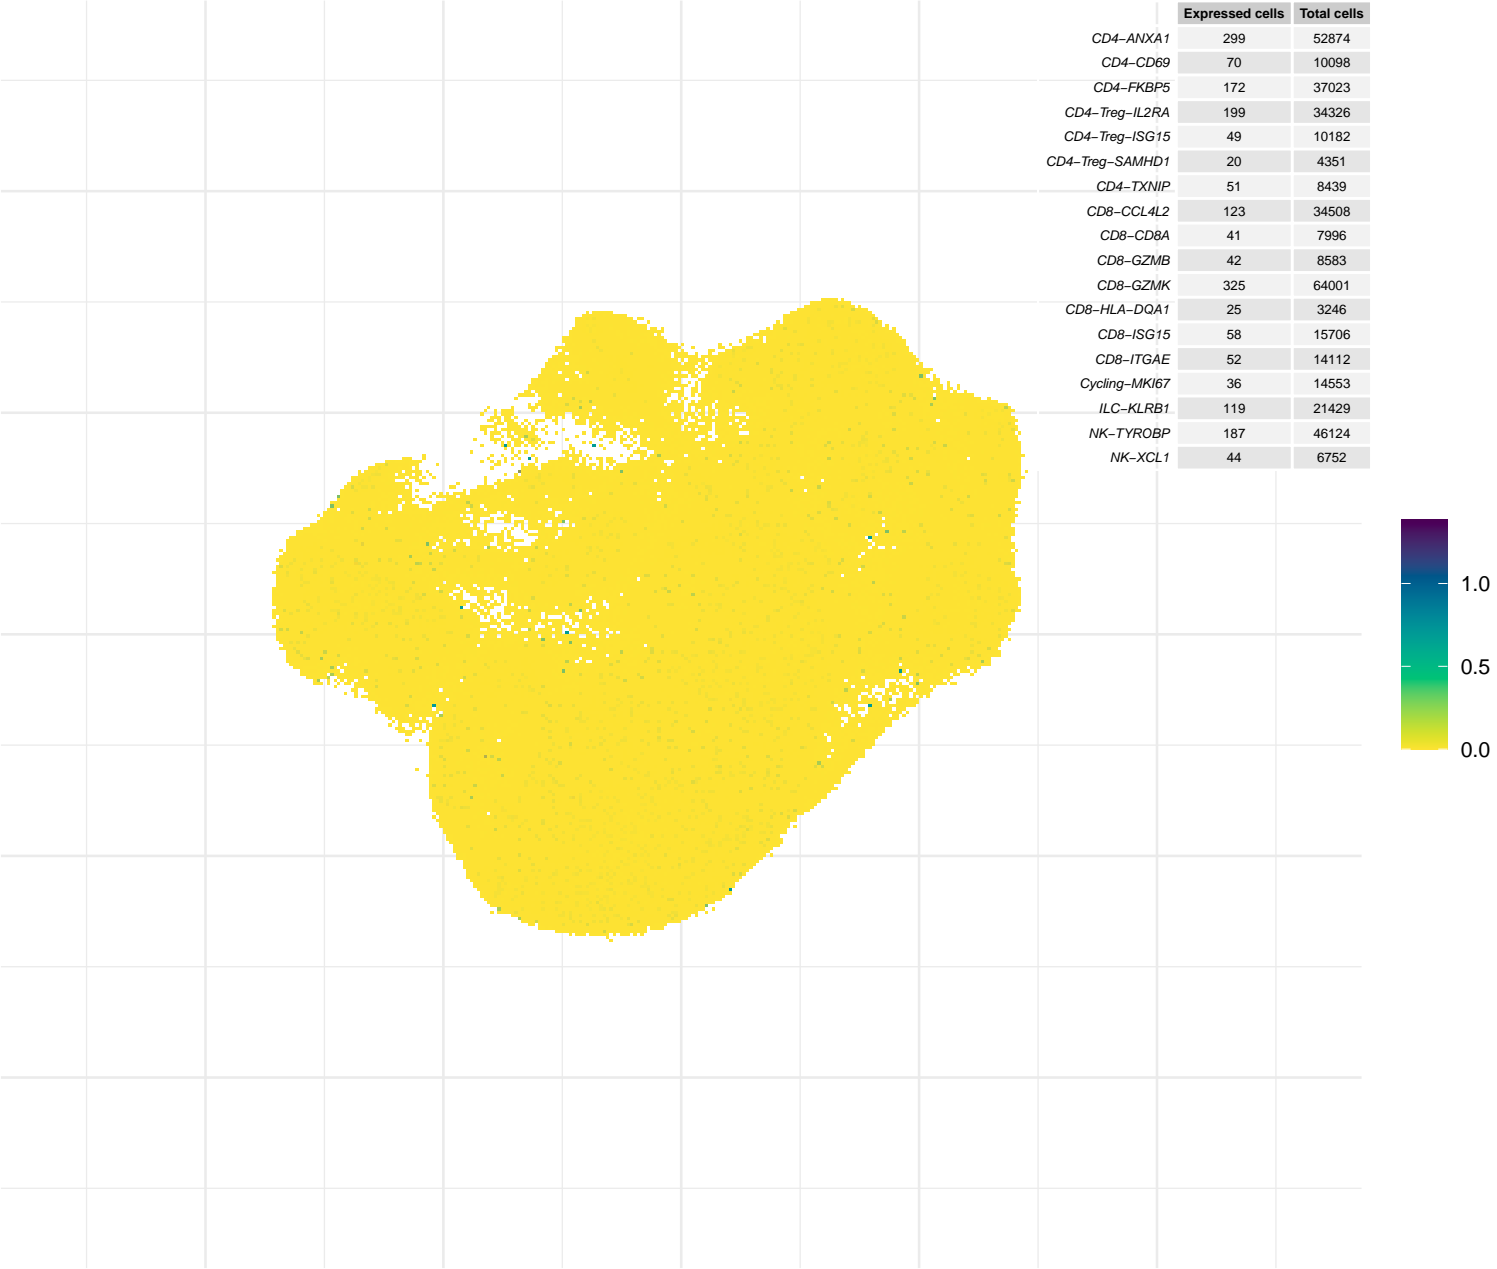 Expressed cells Total cells
CD4−ANXA1 299 52874
CD4−CD69 70 10098
CD4−FKBP5 172 37023
CD4−Treg−IL2RA 199 34326
CD4−Treg−ISG15 49 10182
CD4−Treg−SAMHD1 20 4351
CD4−TXNIP 51 8439
CD8−CCL4L2 123 34508
CD8−CD8A 41 7996
CD8−GZMB 42 8583
CD8−GZMK 325 64001
CD8−HLA−DQA1 25 3246
CD8−ISG15 58 15706
CD8−ITGAE 52 14112
Cycling−MKI67 36 14553
ILC−KLRB1 119 21429
NK−TYROBP 187 46124
NK−XCL1 44 6752
1.0
0.5
0.0